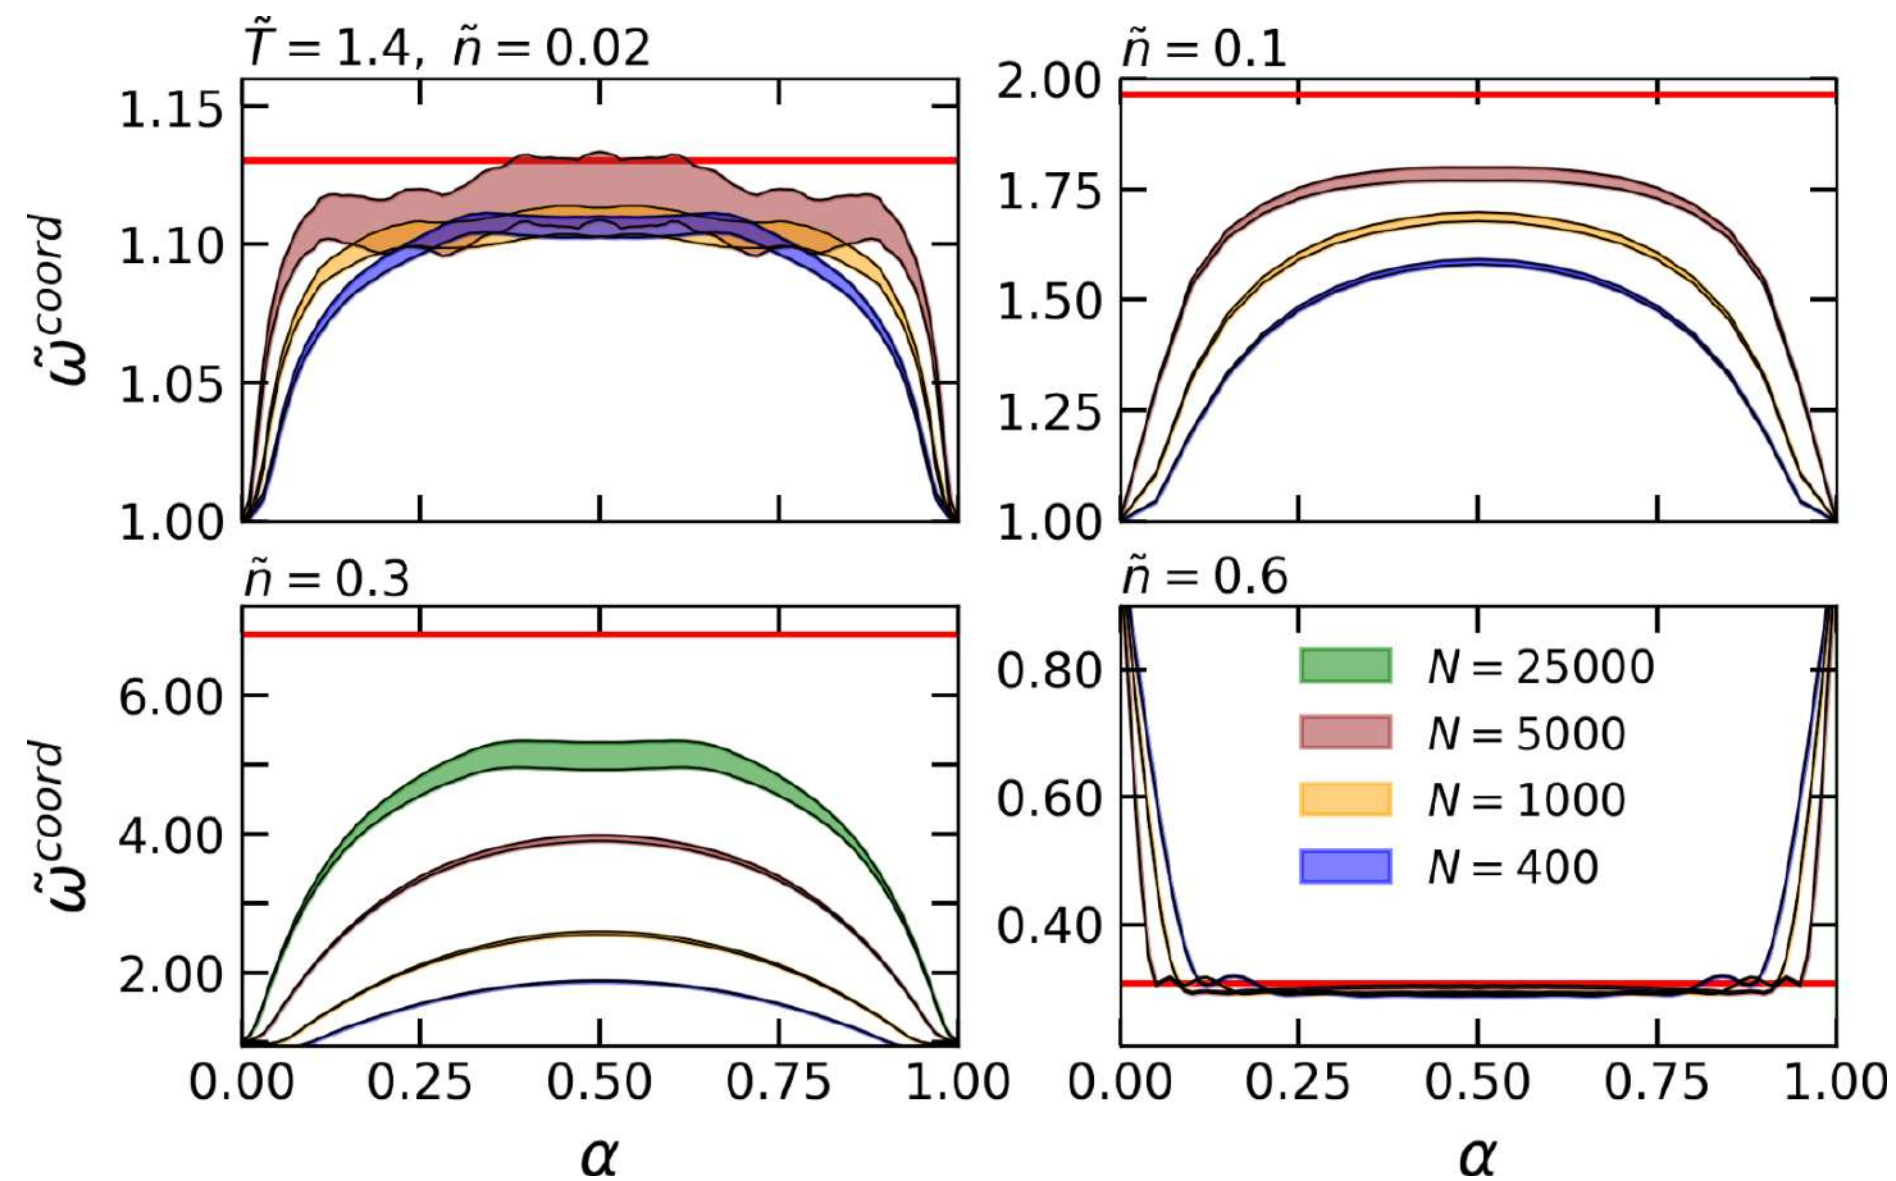 T̃ = 1.4, ñ = 0.02
ñ = 0.1
1.15
1.10
1.05
1.00
ω̃^coord
2.00
1.75
1.50
1.25
1.00
ñ = 0.3
ñ = 0.6
6.00
4.00
2.00
ω̃^coord
0.80
0.60
0.40
N = 25000
N = 5000
N = 1000
N = 400
0.00 0.25 0.50 0.75 1.00
0.00 0.25 0.50 0.75 1.00
α
α